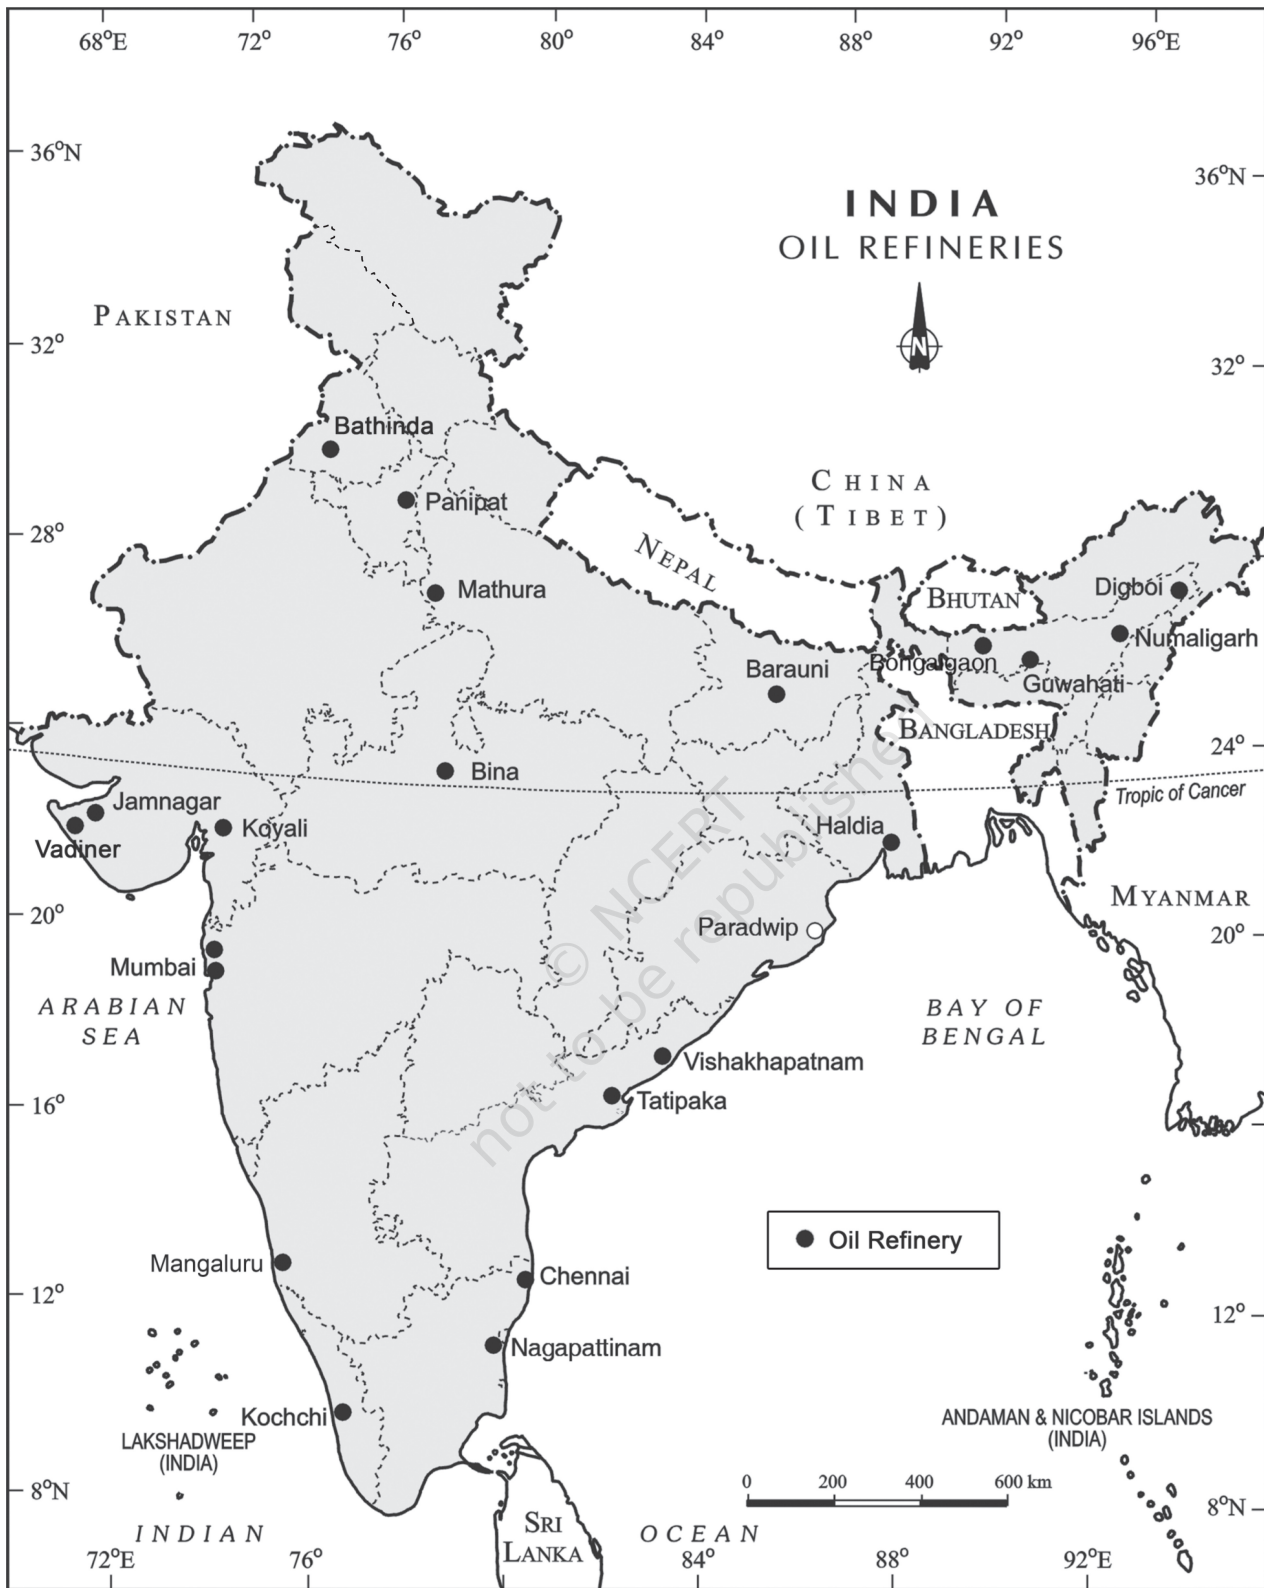 68°E 72° 76° 80° 84° 88° 92° 96°E
36°N
36°N
INDIA
OIL REFINERIES
N
PAKISTAN
32°
32°
Bathinda
CHINA
(TIBET)
Panipat
28°
28°
NEPAL
Mathura
BHUTAN
Digboi
Numaligarh
Bongaigaon
Guwahati
Barauni
BANGLADESH
24°
Bina
Tropic of Cancer
Jamnagar
Koyali
Vadiner
Haldia
MYANMAR
20°
20°
Paradwip
Mumbai
ARABIAN
SEA
BAY OF
BENGAL
© NCERT
not to be republished
Vishakhapatnam
Tatipaka
16°
Oil Refinery
Mangaluru
Chennai
12°
12°
Nagapattinam
Kochchi
LAKSHADWEEP
(INDIA)
ANDAMAN & NICOBAR ISLANDS
(INDIA)
0 200 400 600 km
8°N
8°N
INDIAN OCEAN
SRI
LANKA
72°E 76° 84° 88° 92°E